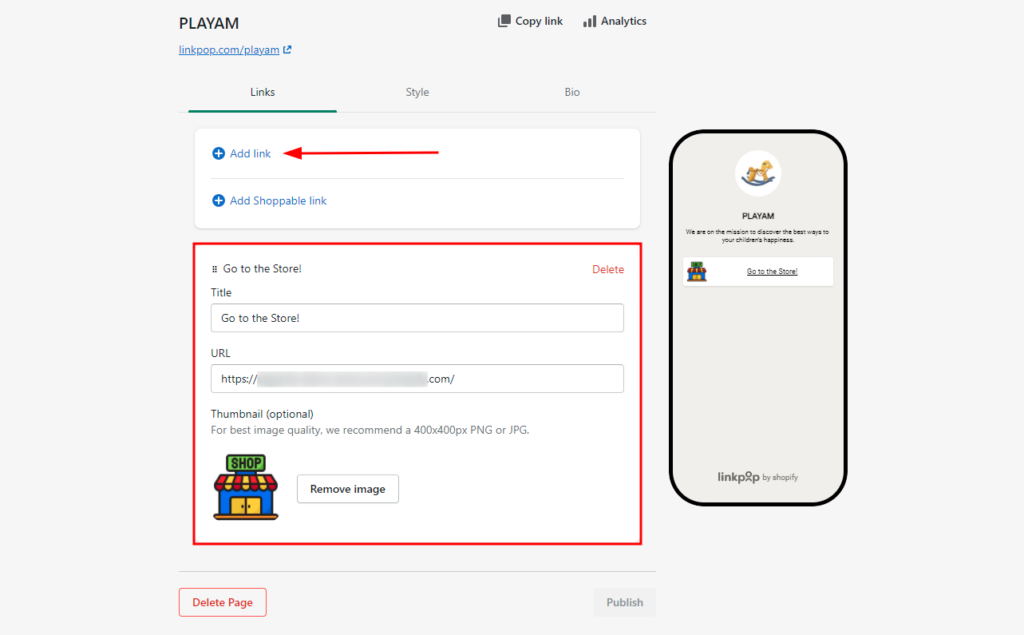 PLAYAM
Copy link
Analytics
linkpop.com/playam
Links
Style
Bio
Add link
Add Shoppable link
Go to the Store!
Delete
Title
Go to the Store!
URL
https://
.com/
Thumbnail (optional)
For best image quality, we recommend a 400x400px PNG or JPG.
SHOP
Remove image
Delete Page
Publish
PLAYAM
We are on the mission to discover the best ways to
your children's happiness.
SHOP
Go to the Store!
linkpop by shopify